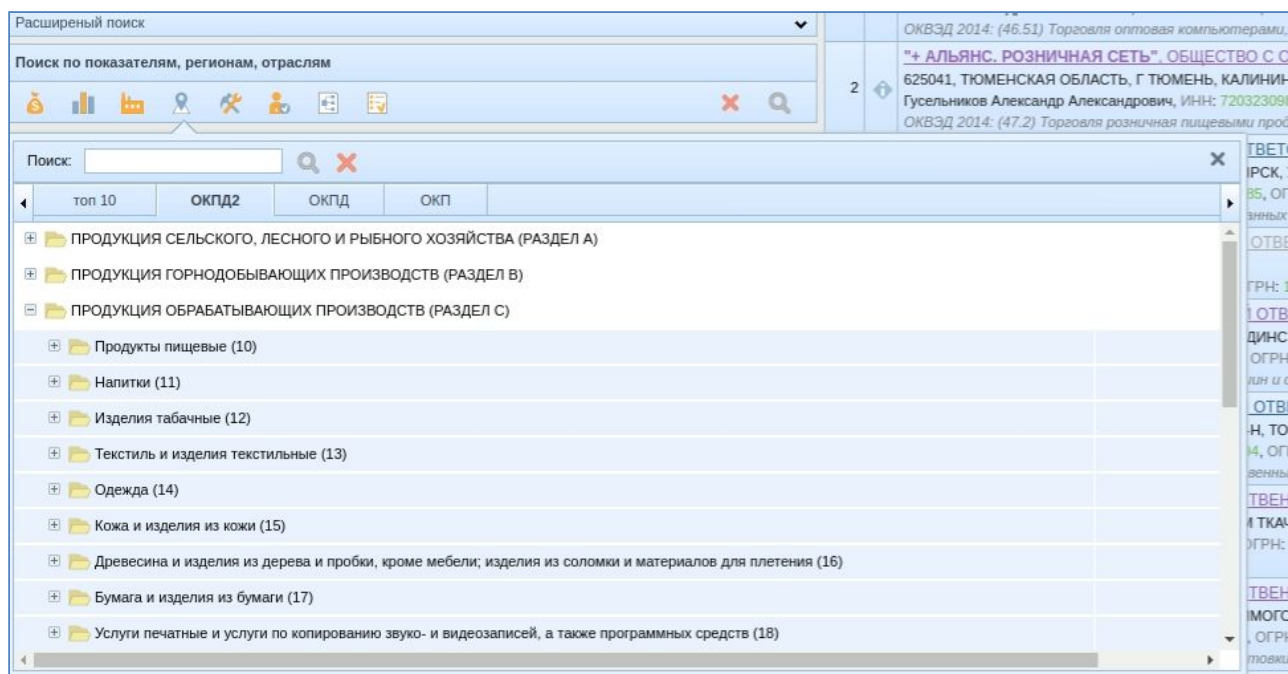 Расширеный поиск
Поиск по показателям, регионам, отраслям
ОКВЭД 2014: (46.51) Торговля оптовая компьютерами,
2
"+ АЛЬЯНС. РОЗНИЧНАЯ СЕТЬ", ОБЩЕСТВО С О
625041, ТЮМЕНСКАЯ ОБЛАСТЬ, Г ТЮМЕНЬ, КАЛИНИН
Гусельников Александр Александрович, ИНН: 72032309
ОКВЭД 2014: (47.2) Торговля розничная пищевыми прод
Поиск:
топ 10 ОКПД2 ОКПД ОКП
ПРОДУКЦИЯ СЕЛЬСКОГО, ЛЕСНОГО И РЫБНОГО ХОЗЯЙСТВА (РАЗДЕЛ A)
ПРОДУКЦИЯ ГОРНОДОБЫВАЮЩИХ ПРОИЗВОДСТВ (РАЗДЕЛ B)
ПРОДУКЦИЯ ОБРАБАТЫВАЮЩИХ ПРОИЗВОДСТВ (РАЗДЕЛ C)
Продукты пищевые (10)
Напитки (11)
Изделия табачные (12)
Текстиль и изделия текстильные (13)
Одежда (14)
Кожа и изделия из кожи (15)
Древесина и изделия из дерева и пробки, кроме мебели; изделия из соломки и материалов для плетения (16)
Бумага и изделия из бумаги (17)
Услуги печатные и услуги по копированию звуко- и видеозаписей, а также программных средств (18)